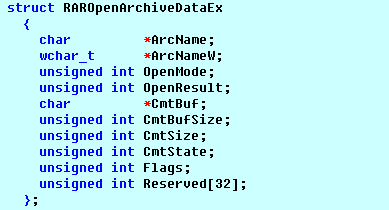 struct RAROpenArchiveDataEx
{
char *ArcName;
wchar_t *ArcNameW;
unsigned int OpenMode;
unsigned int OpenResult;
char *CmtBuf;
unsigned int CmtBufSize;
unsigned int CmtSize;
unsigned int CmtState;
unsigned int Flags;
unsigned int Reserved[32];
};